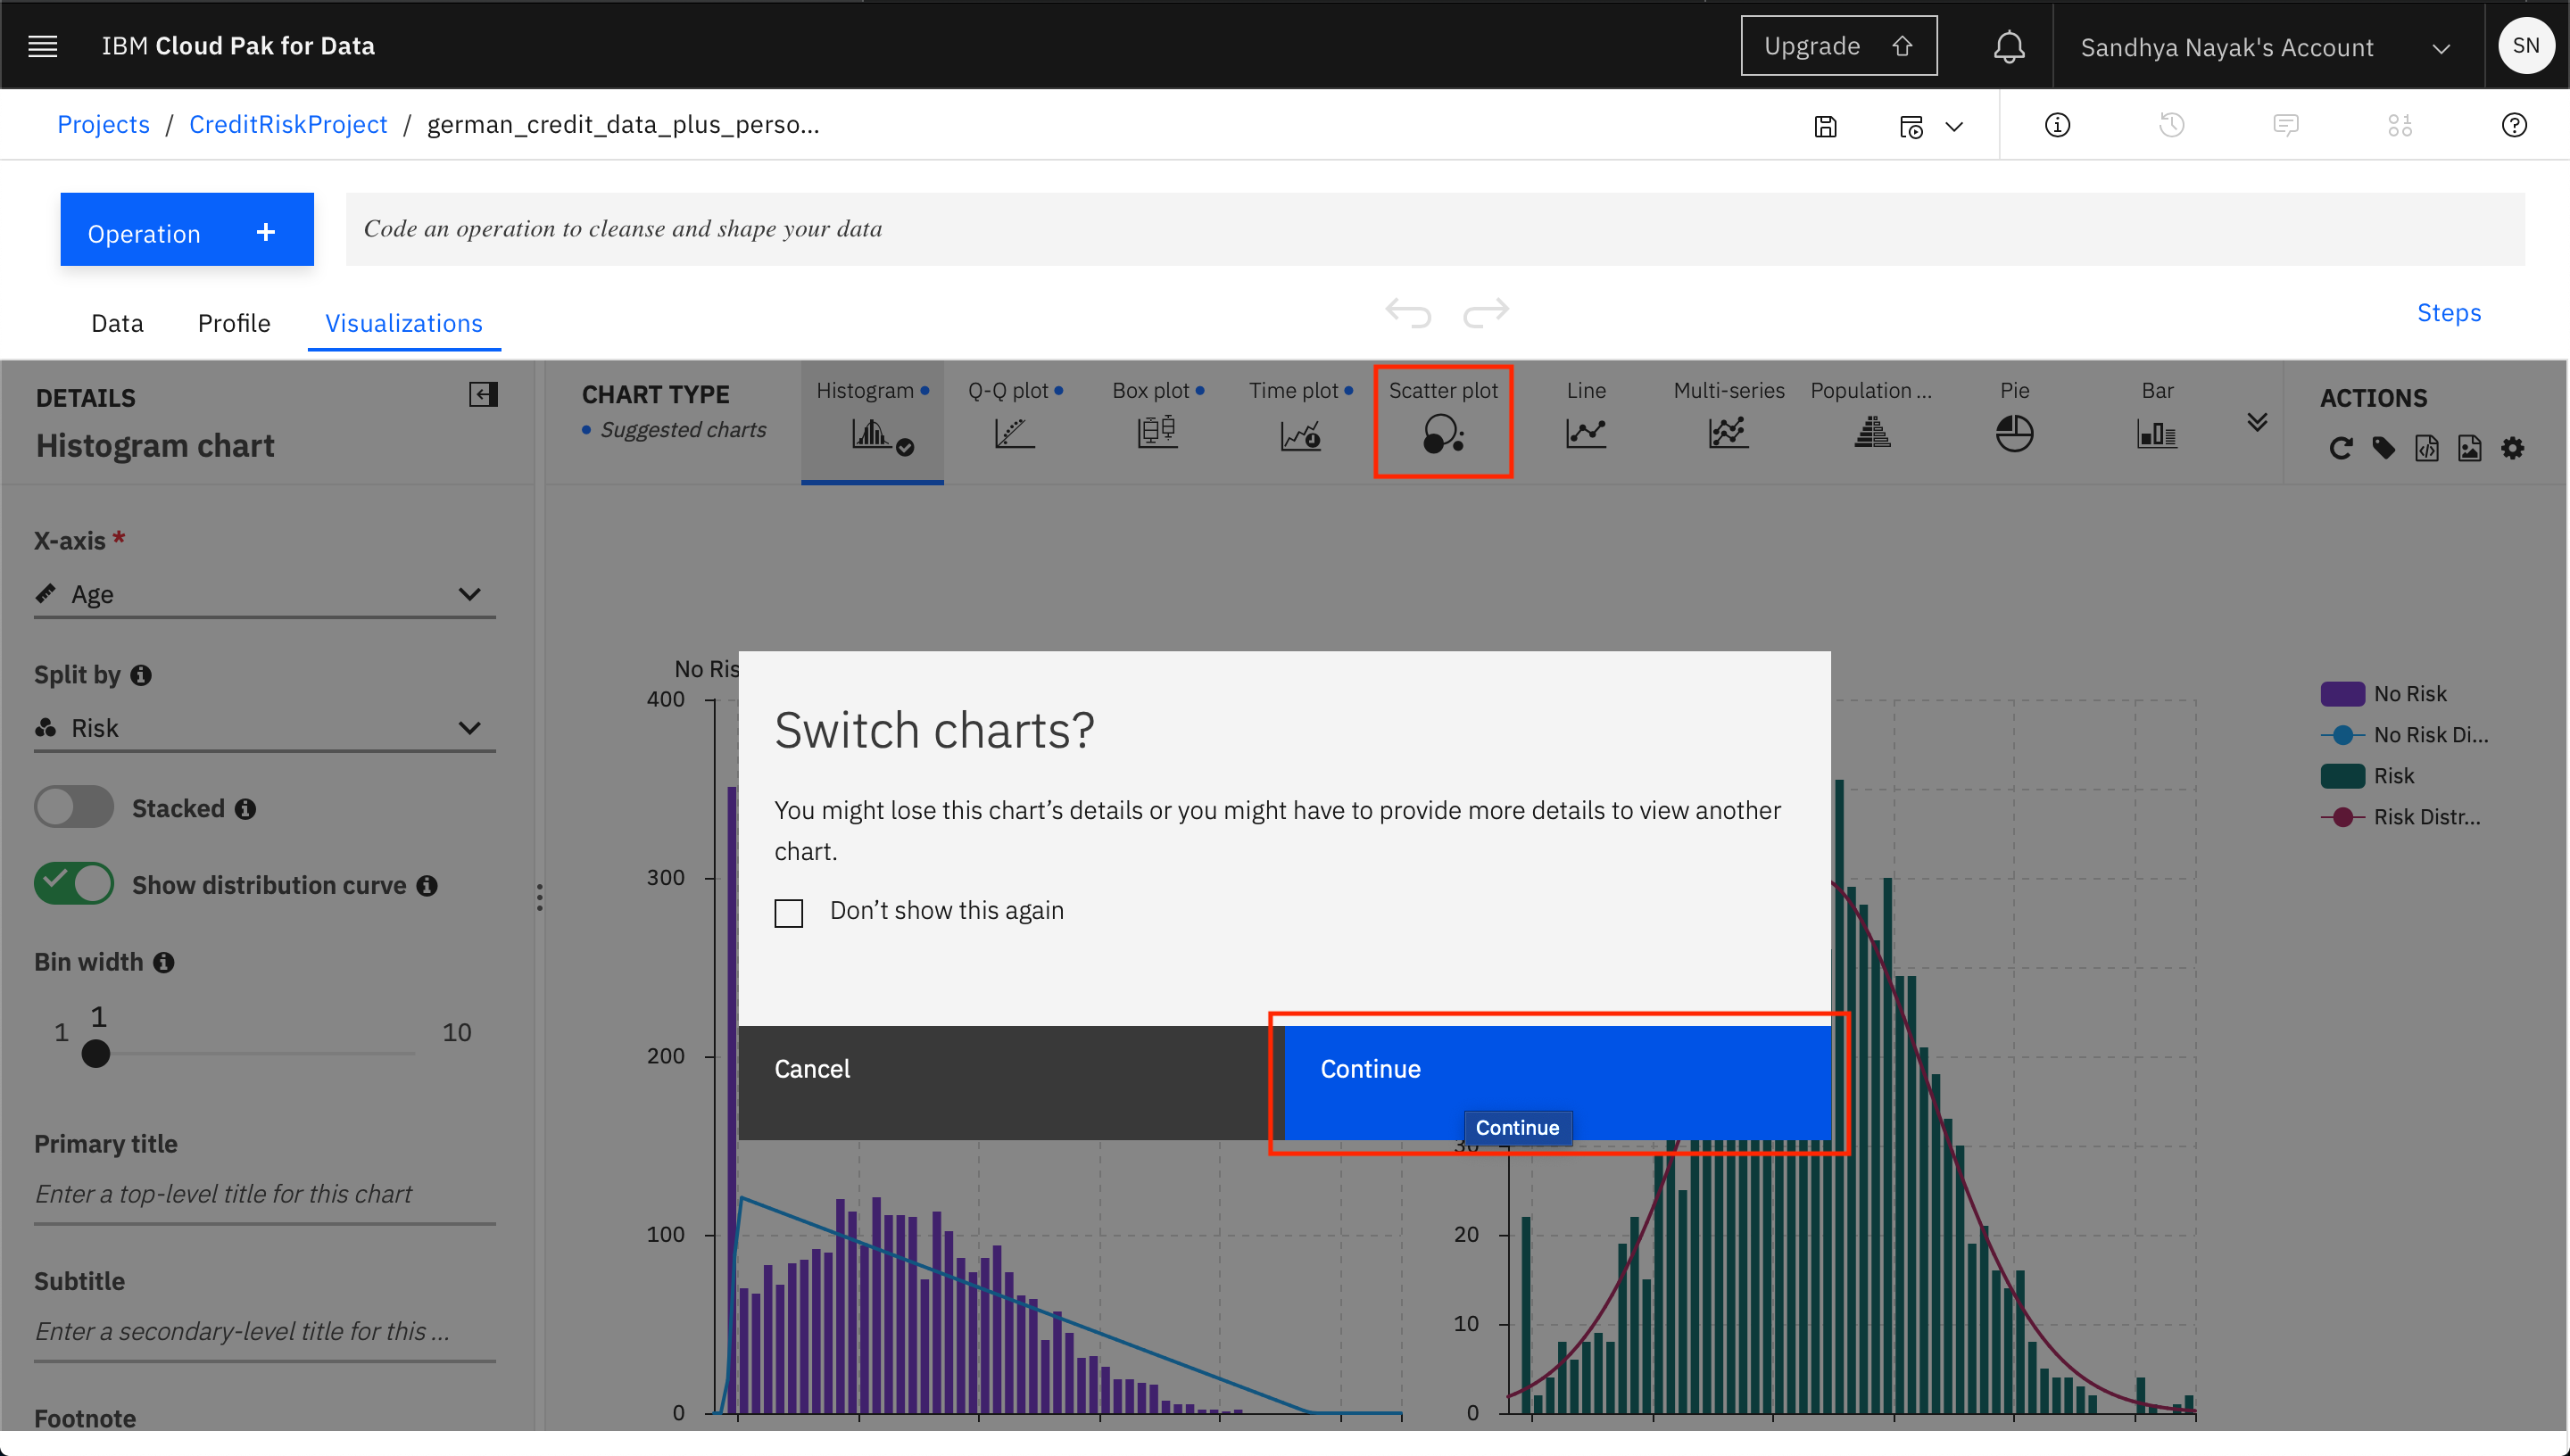 IBM Cloud Pak for Data
Upgrade
Sandhya Nayak's Account
SN
Projects / CreditRiskProject / german_credit_data_plus_perso...
Operation +
Code an operation to cleanse and shape your data
Data
Profile
Visualizations
Steps
DETAILS
Histogram chart
CHART TYPE
Suggested charts
Histogram
Q-Q plot
Box plot
Time plot
Scatter plot
Line
Multi-series
Population ...
Pie
Bar
ACTIONS
X-axis *
Age
Split by
Risk
Stacked
Show distribution curve
Bin width
1
1
10
Primary title
Enter a top-level title for this chart
Subtitle
Enter a secondary-level title for this ...
Footnote
No Ris
400
300
200
100
0
Switch charts?
You might lose this chart’s details or you might have to provide more details to view another
chart.
Don’t show this again
Cancel
Continue
Continue
30
20
10
0
No Risk
No Risk Di...
Risk
Risk Distr...